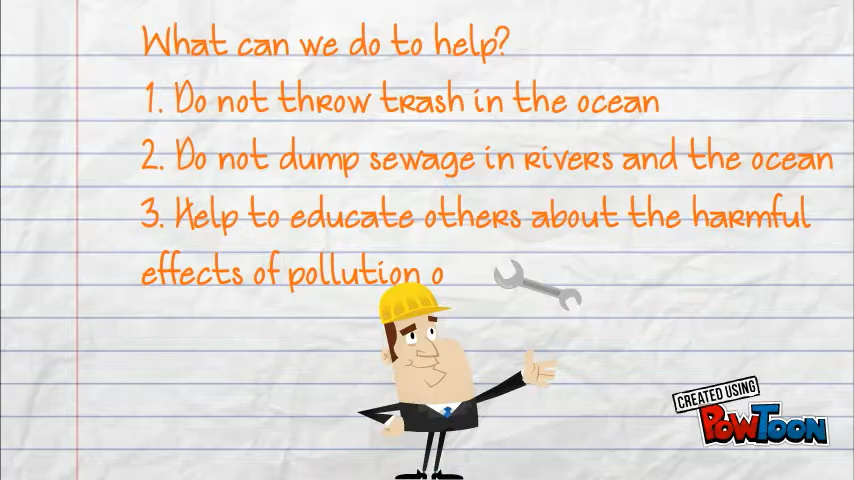 What can we do to help?
1. Do not throw trash in the ocean
2. Do not dump sewage in rivers and the ocean
3. Help to educate others about the harmful
effects of pollution o
CREATED USING
POWTOON